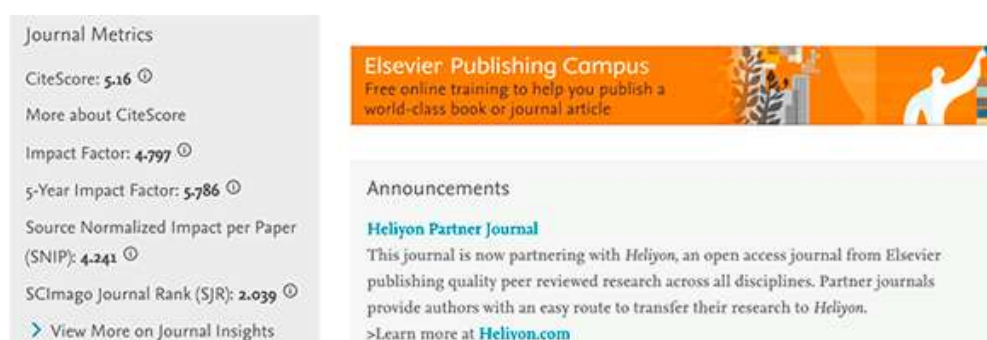 Journal Metrics
CiteScore: 5.16
More about CiteScore
Impact Factor: 4.797
5-Year Impact Factor: 5.786
Source Normalized Impact per Paper
(SNIP): 4.241
SCImago Journal Rank (SJR): 2.039
View More on Journal Insights
Elsevier Publishing Campus
Free online training to help you publish a
world-class book or journal article
Announcements
Heliyon Partner Journal
This journal is now partnering with Heliyon, an open access journal from Elsevier
publishing quality peer reviewed research across all disciplines. Partner journals
provide authors with an easy route to transfer their research to Heliyon.
>Learn more at Heliyon.com